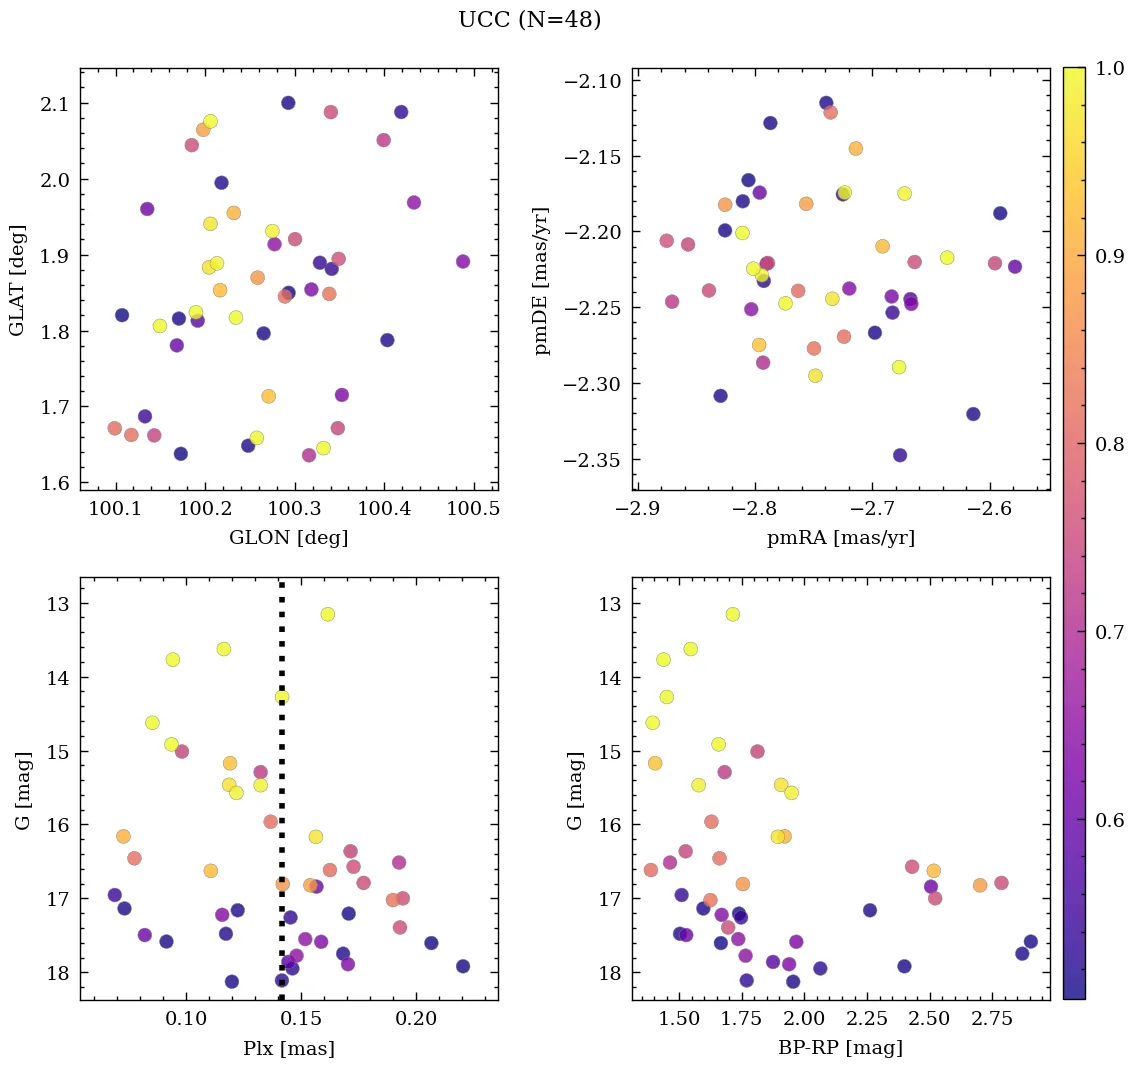 UCC (N=48)
2.1
2.0
1.9
1.8
1.7
1.6
GLAT [deg]
100.1 100.2 100.3 100.4 100.5
GLON [deg]
−2.10
−2.15
−2.20
−2.25
−2.30
−2.35
pmDE [mas/yr]
−2.9 −2.8 −2.7 −2.6
pmRA [mas/yr]
1.0
0.9
0.8
0.7
0.6
13
14
15
16
17
18
G [mag]
0.10 0.15 0.20
Plx [mas]
13
14
15
16
17
18
G [mag]
1.50 1.75 2.00 2.25 2.50 2.75
BP-RP [mag]